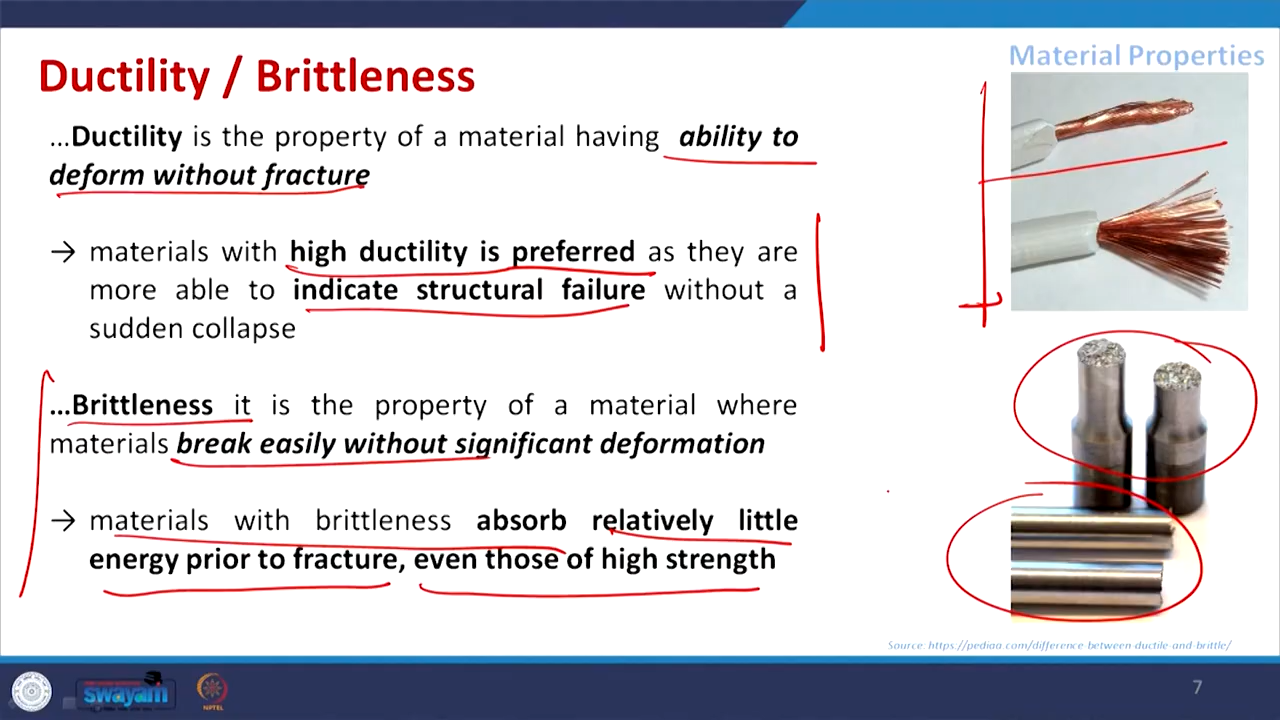 Material Properties
Ductility / Brittleness
...Ductility is the property of a material having ability to
deform without fracture
→ materials with high ductility is preferred as they are
more able to indicate structural failure without a
sudden collapse
...Brittleness it is the property of a material where
materials break easily without significant deformation
→ materials with brittleness absorb relatively little
energy prior to fracture, even those of high strength
Source: https://pediaa.com/difference-between-ductile-and-brittle/
swayam
NPTEL
7